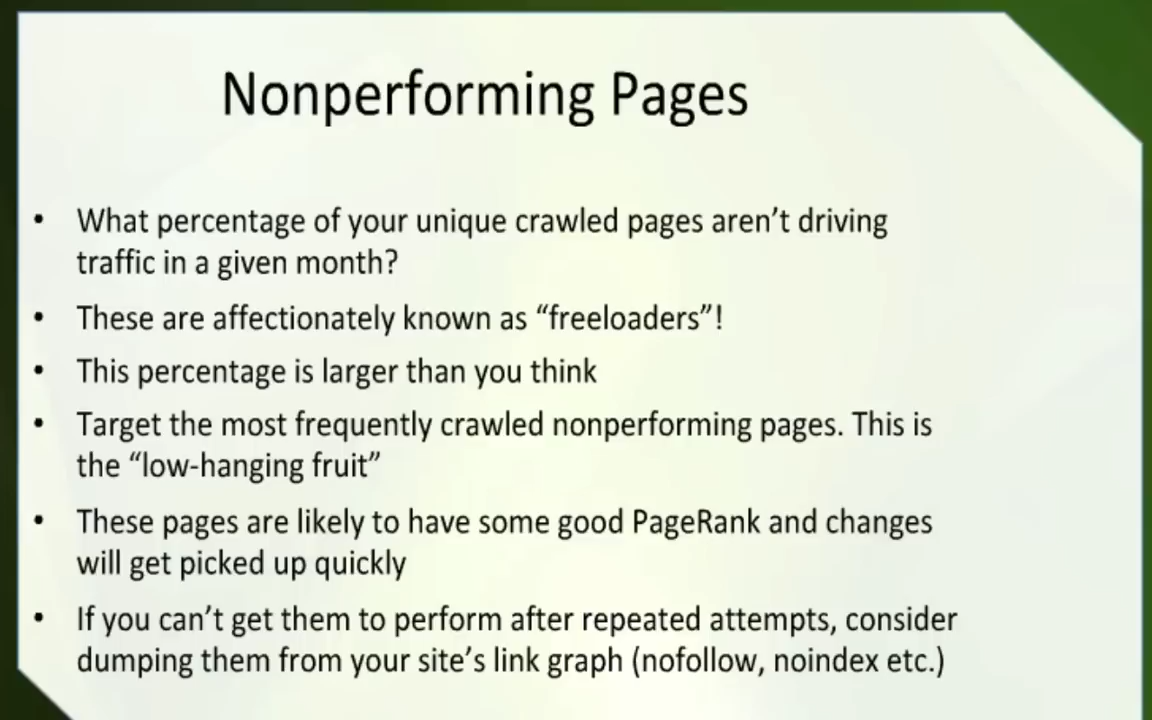 Nonperforming Pages
• What percentage of your unique crawled pages aren’t driving
traffic in a given month?
• These are affectionately known as “freeloaders”!
• This percentage is larger than you think
• Target the most frequently crawled nonperforming pages. This is
the “low-hanging fruit”
• These pages are likely to have some good PageRank and changes
will get picked up quickly
• If you can’t get them to perform after repeated attempts, consider
dumping them from your site’s link graph (nofollow, noindex etc.)